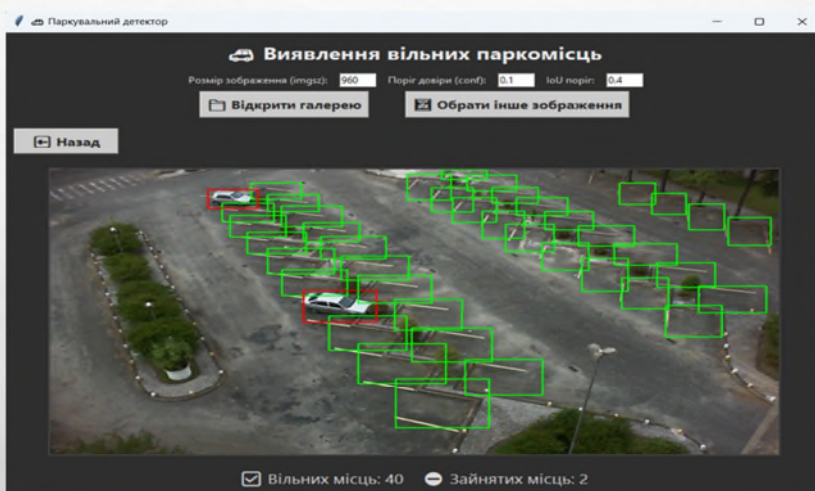 Паркувальний детектор
Виявлення вільних паркомісць
Розмір зображення (imgsz): 960 Поріг довіри (conf): 0.1 IoU поріг: 0.4
Відкрити галерею Обрати інше зображення
Назад
Вільних місць: 40 Зайнятих місць: 2